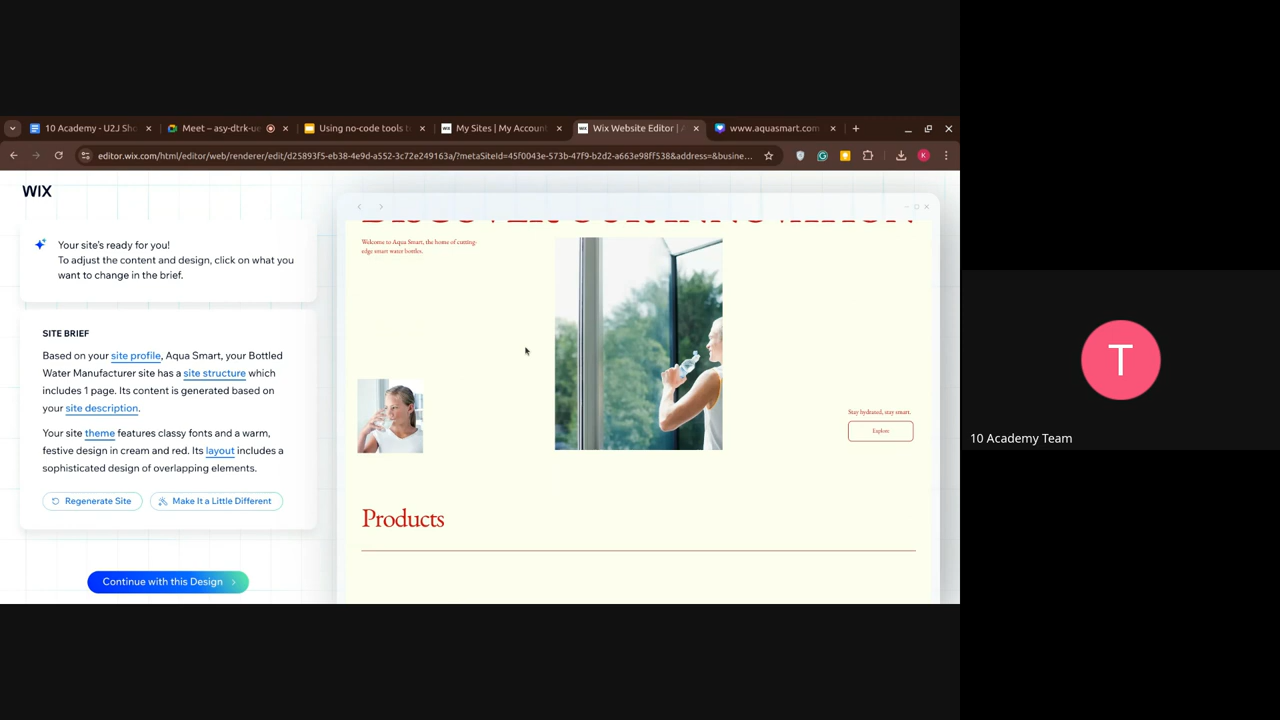 10 Academy - U2J Sho
Meet – asy-dtrk-ue
Using no-code tools t
My Sites | My Account
Wix Website Editor | A
www.aquasmart.com
editor.wix.com/html/editor/web/renderer/edit/d25893f5-eb38-4e9d-a552-3c72e249163a/?metaSiteId=45f0043e-573b-47f9-b2d2-a663e98ff538&address=&busine...
K
WIX
Your site's ready for you!
To adjust the content and design, click on what you
want to change in the brief.
SITE BRIEF
Based on your site profile, Aqua Smart, your Bottled
Water Manufacturer site has a site structure which
includes 1 page. Its content is generated based on
your site description.
Your site theme features classy fonts and a warm,
festive design in cream and red. Its layout includes a
sophisticated design of overlapping elements.
Regenerate Site
Make It a Little Different
Continue with this Design
DISCOVER OUR INNOVATION
Welcome to Aqua Smart, the home of cutting-
edge smart water bottles.
Stay hydrated, stay smart.
Explore
Products
T
10 Academy Team